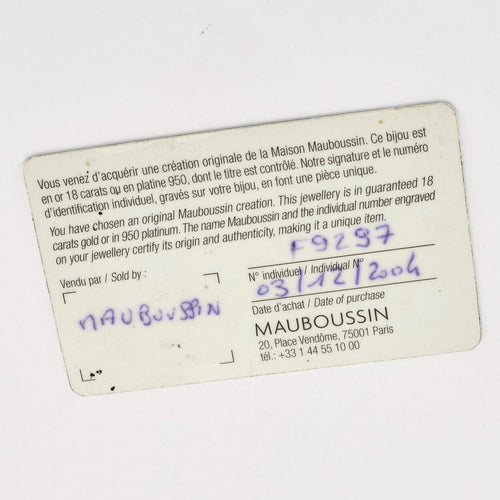 Vous venez d'acquérir une création originale de la Maison Mauboussin. Ce bijou est
en or 18 carats ou en platine 950, dont le titre est contrôlé. Notre signature et le numéro
d'identification individuel, gravés sur votre bijou, en font une pièce unique.
You have chosen an original Mauboussin creation. This jewellery is in guaranteed 18
carats gold or in 950 platinum. The name Mauboussin and the individual number engraved
on your jewellery certify its origin and authenticity, making it a unique item.
Vendu par / Sold by :
MAUBOUSSIN
F9297
N° individuel / Individual N°
03/12/2004
Date d'achat / Date of purchase
MAUBOUSSIN
20, Place Vendôme, 75001 Paris
tél.: +33 1 44 55 10 00